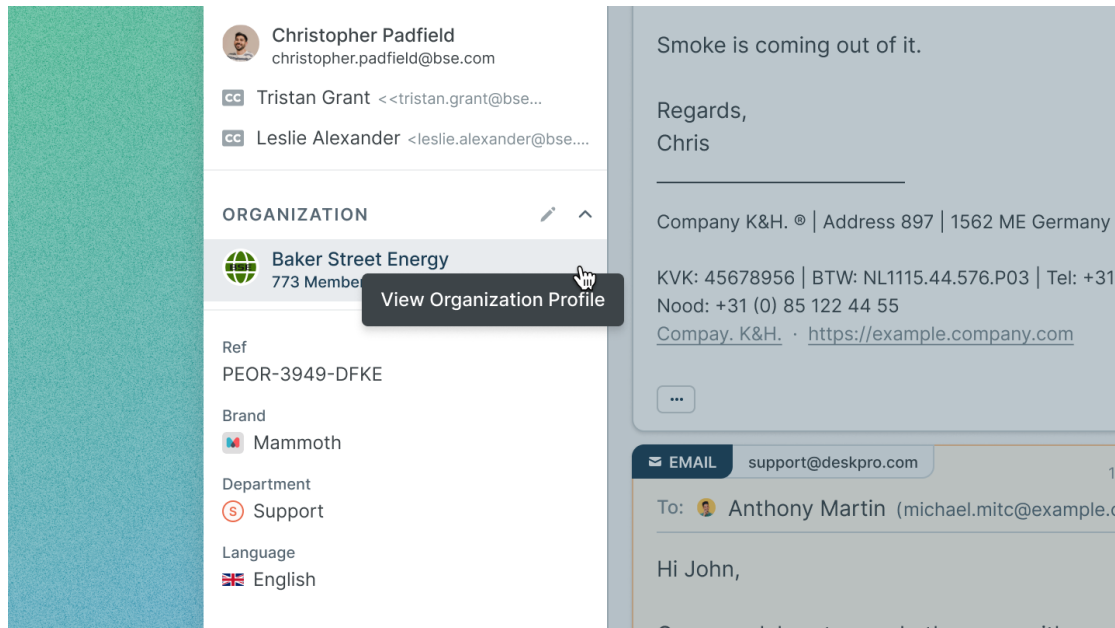 Christopher Padfield
christopher.padfield@bse.com
CC Tristan Grant <<tristan.grant@bse...
CC Leslie Alexander <leslie.alexander@bse....
ORGANIZATION
BSE
Baker Street Energy
773 Member
View Organization Profile
Ref
PEOR-3949-DFKE
Brand
Mammoth
Department
S Support
Language
English
Smoke is coming out of it.
Regards,
Chris
Company K&H. ® | Address 897 | 1562 ME Germany
KVK: 45678956 | BTW: NL1115.44.576.P03 | Tel: +31
Nood: +31 (0) 85 122 44 55
Compay. K&H. · https://example.company.com
EMAIL support@deskpro.com
1
To: Anthony Martin (michael.mitc@example.c
Hi John,